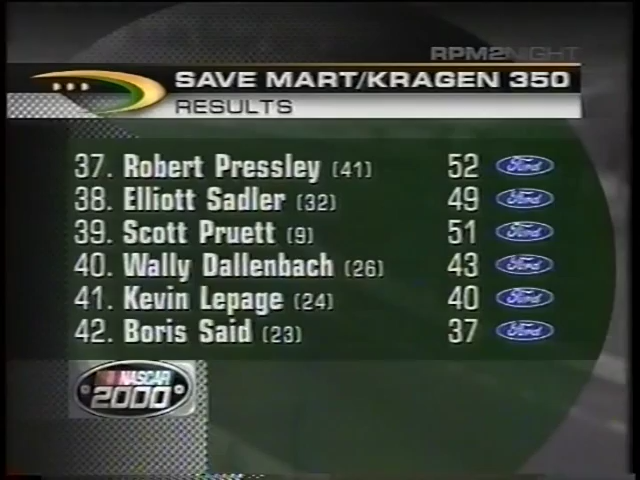 RPM2NIGHT
SAVE MART/KRAGEN 350
RESULTS
37. Robert Pressley (41) 52 Ford
38. Elliott Sadler (32) 49 Ford
39. Scott Pruett (9) 51 Ford
40. Wally Dallenbach (26) 43 Ford
41. Kevin Lepage (24) 40 Ford
42. Boris Said (23) 37 Ford
NASCAR
2000